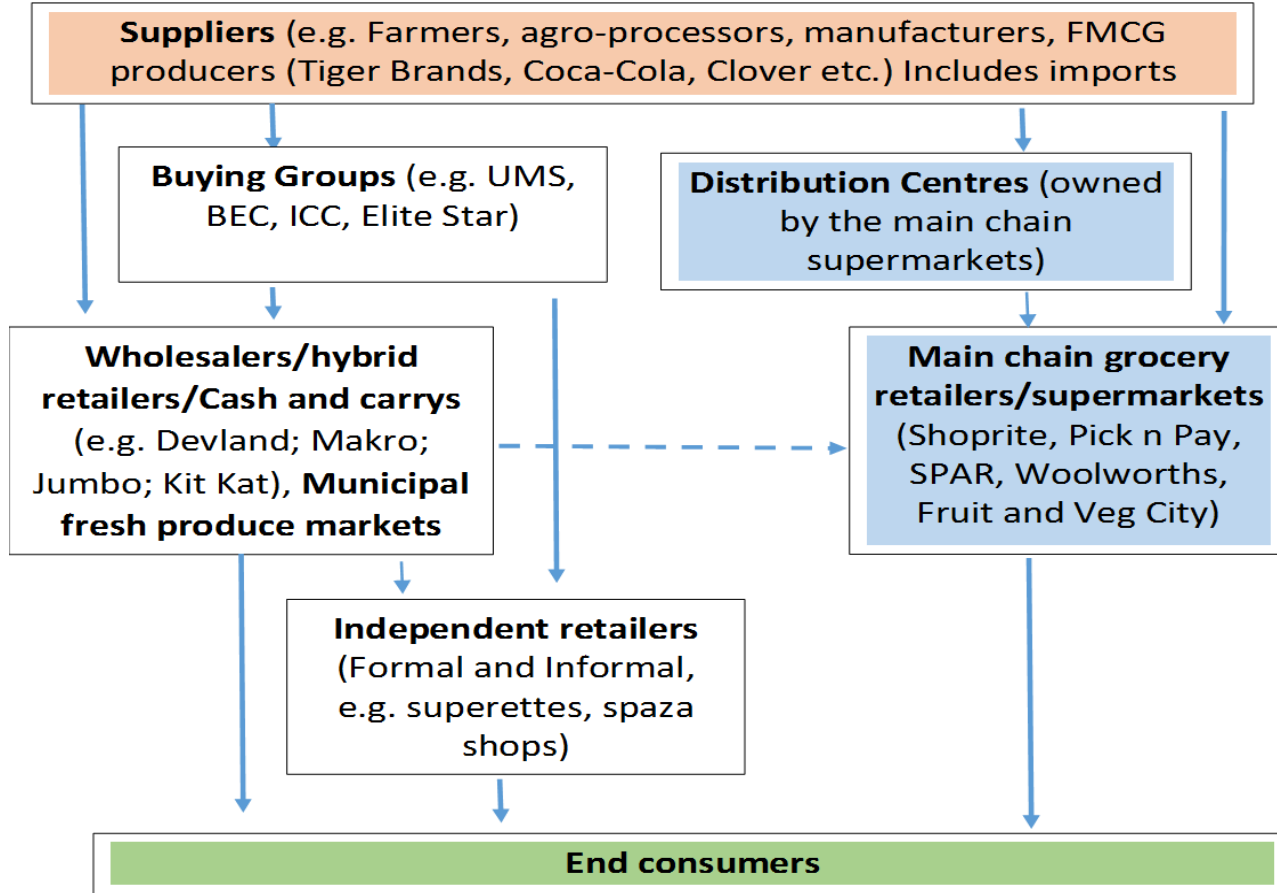 Suppliers (e.g. Farmers, agro-processors, manufacturers, FMCG
producers (Tiger Brands, Coca-Cola, Clover etc.) Includes imports
Buying Groups (e.g. UMS,
BEC, ICC, Elite Star)
Distribution Centres (owned
by the main chain
supermarkets)
Wholesalers/hybrid
retailers/Cash and carrys
(e.g. Devland; Makro;
Jumbo; Kit Kat), Municipal
fresh produce markets
Main chain grocery
retailers/supermarkets
(Shoprite, Pick n Pay,
SPAR, Woolworths,
Fruit and Veg City)
Independent retailers
(Formal and Informal,
e.g. superettes, spaza
shops)
End consumers